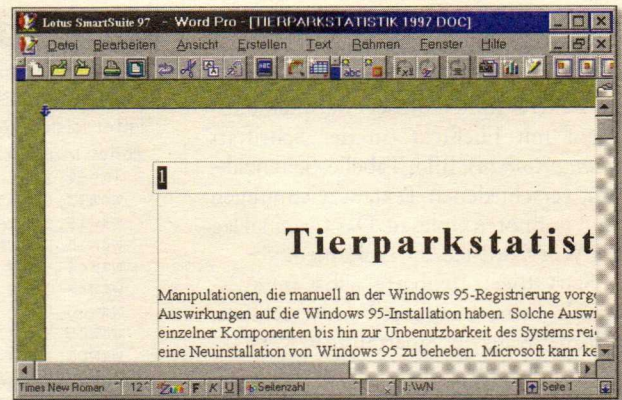 Lotus SmartSuite 97 - Word Pro - [TIERPARKSTATISTIK 1997 DOC]
Datei Bearbeiten Ansicht Erstellen Text Rahmen Fenster Hilfe
abc
1
Tierparkstatist
Manipulationen, die manuell an der Windows 95-Registrierung vorge
Auswirkungen auf die Windows 95-Installation haben. Solche Auswi
einzelner Komponenten bis hin zur Unbenutzbarkeit des Systems rei
eine Neuinstallation von Windows 95 zu beheben. Microsoft kann ke
Times New Roman 12 F K U Seitenzahl J:\WN Seite 1